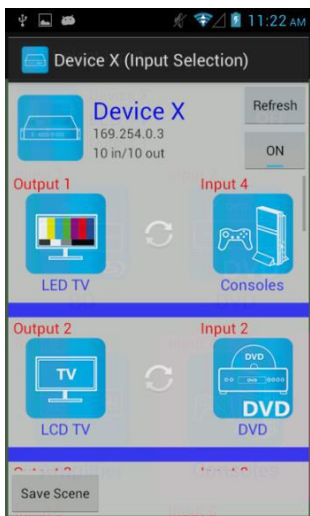 11:22 AM
Device X (Input Selection)
Device X
Refresh
169.254.0.3
10 in/10 out
ON
Output 1
Input 4
LED TV
Consoles
Output 2
Input 2
TV
DVD
DVD
LCD TV
DVD
Save Scene